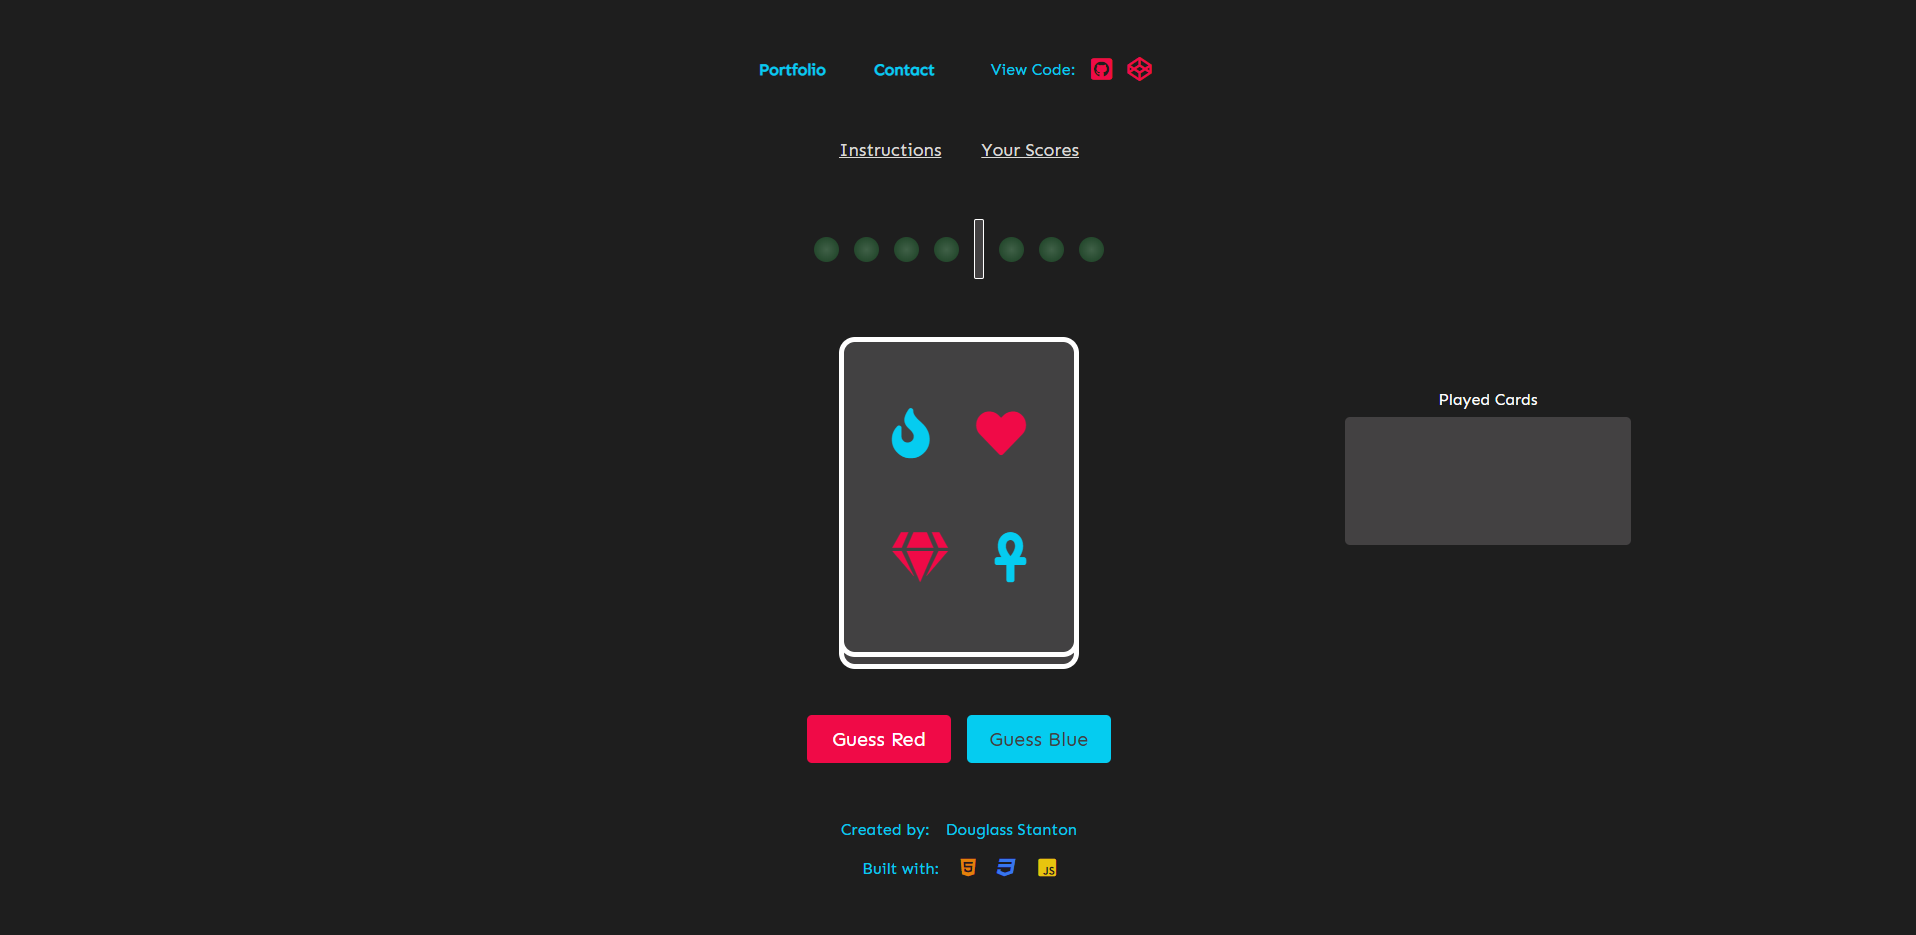 Portfolio Contact View Code:
Instructions Your Scores
Played Cards
Guess Red Guess Blue
Created by: Douglass Stanton
Built with: 5 JS